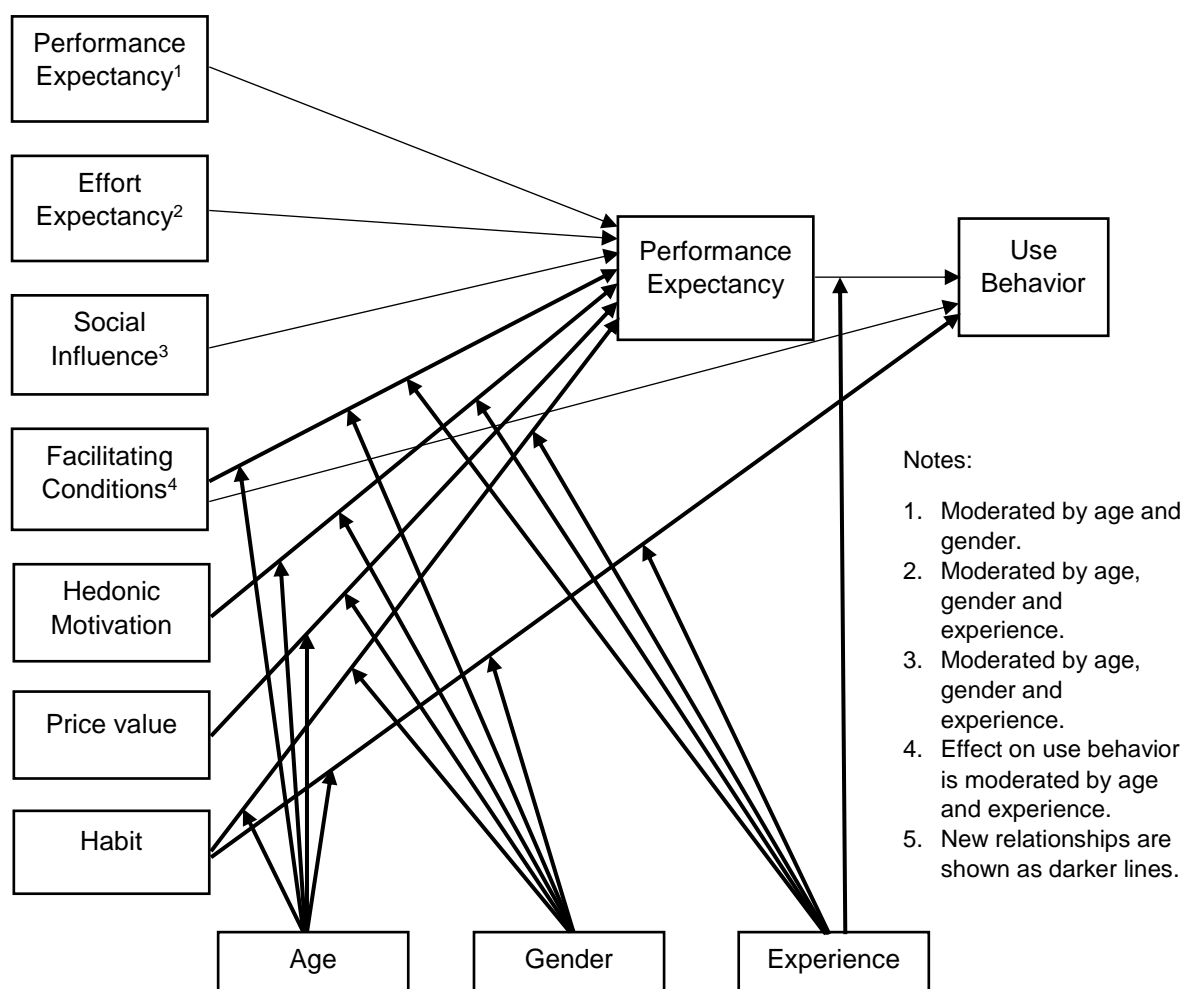 Performance
Expectancy¹
Effort
Expectancy²
Social
Influence³
Facilitating
Conditions⁴
Hedonic
Motivation
Price value
Habit
Performance
Expectancy
Use
Behavior
Notes:
1. Moderated by age and
gender.
2. Moderated by age,
gender and
experience.
3. Moderated by age,
gender and
experience.
4. Effect on use behavior
is moderated by age
and experience.
5. New relationships are
shown as darker lines.
Age
Gender
Experience